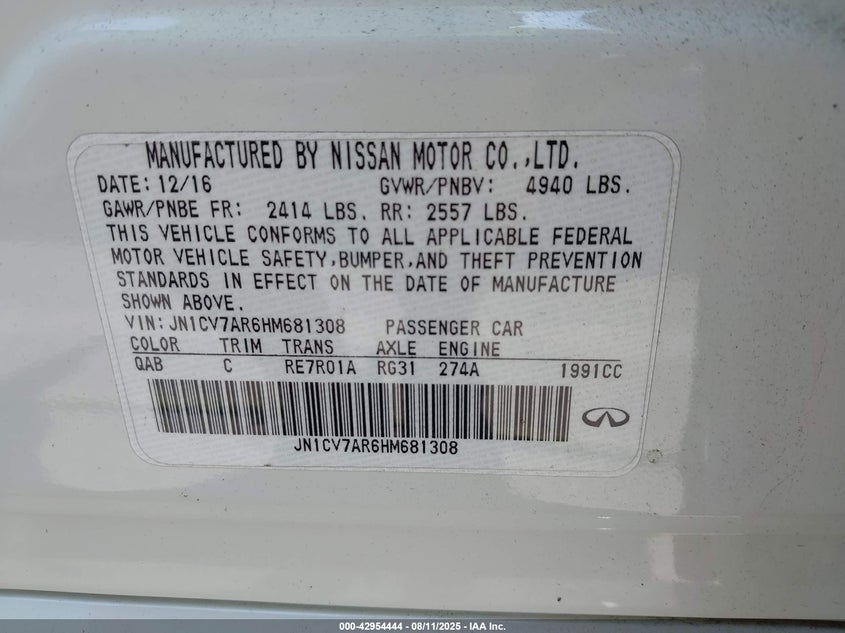 MANUFACTURED BY NISSAN MOTOR CO.,LTD.
DATE: 12/16 GVWR/PNBV: 4940 LBS.
GAWR/PNBE FR: 2414 LBS. RR: 2557 LBS.
THIS VEHICLE CONFORMS TO ALL APPLICABLE FEDERAL
MOTOR VEHICLE SAFETY,BUMPER,AND THEFT PREVENTION
STANDARDS IN EFFECT ON THE DATE OF MANUFACTURE
SHOWN ABOVE.
VIN: JN1CV7AR6HM681308 PASSENGER CAR
COLOR TRIM TRANS AXLE ENGINE
QAB C RE7R01A RG31 274A 1991CC
JN1CV7AR6HM681308
000-42954444 - 08/11/2025 - IAA Inc.